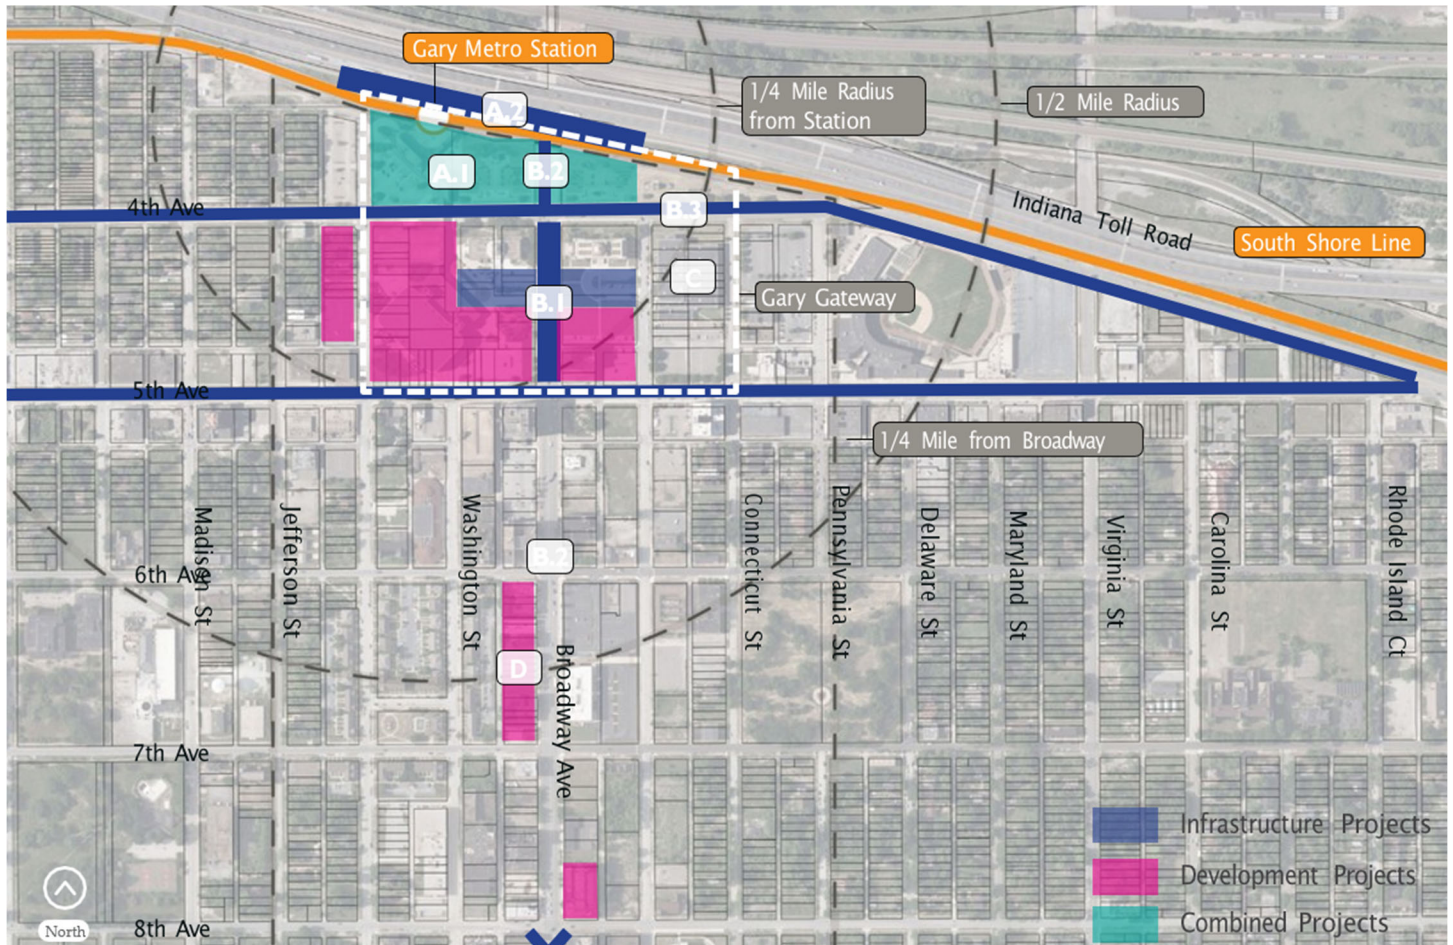 Gary Metro Station
A.2
1/4 Mile Radius
from Station
1/2 Mile Radius
A.1
B.2
4th Ave
B.3
Indiana Toll Road
South Shore Line
C
Gary Gateway
B.1
5th Ave
1/4 Mile from Broadway
Madison St
Jefferson St
Washington St
Connecticut St
Pennsylvania St
Delaware St
Maryland St
Virginia St
Carolina St
Rhode Island Ct
B.2
6th Ave
D
Broadway Ave
7th Ave
Infrastructure Projects
Development Projects
Combined Projects
North
8th Ave